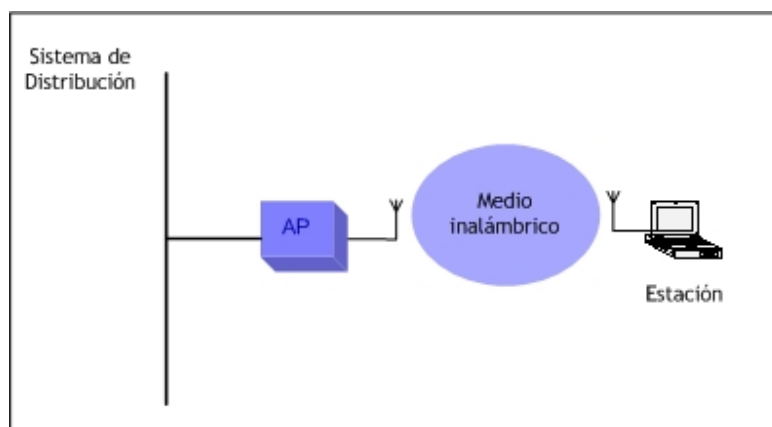 Sistema de
Distribución
AP
Medio
inalámbrico
Estación